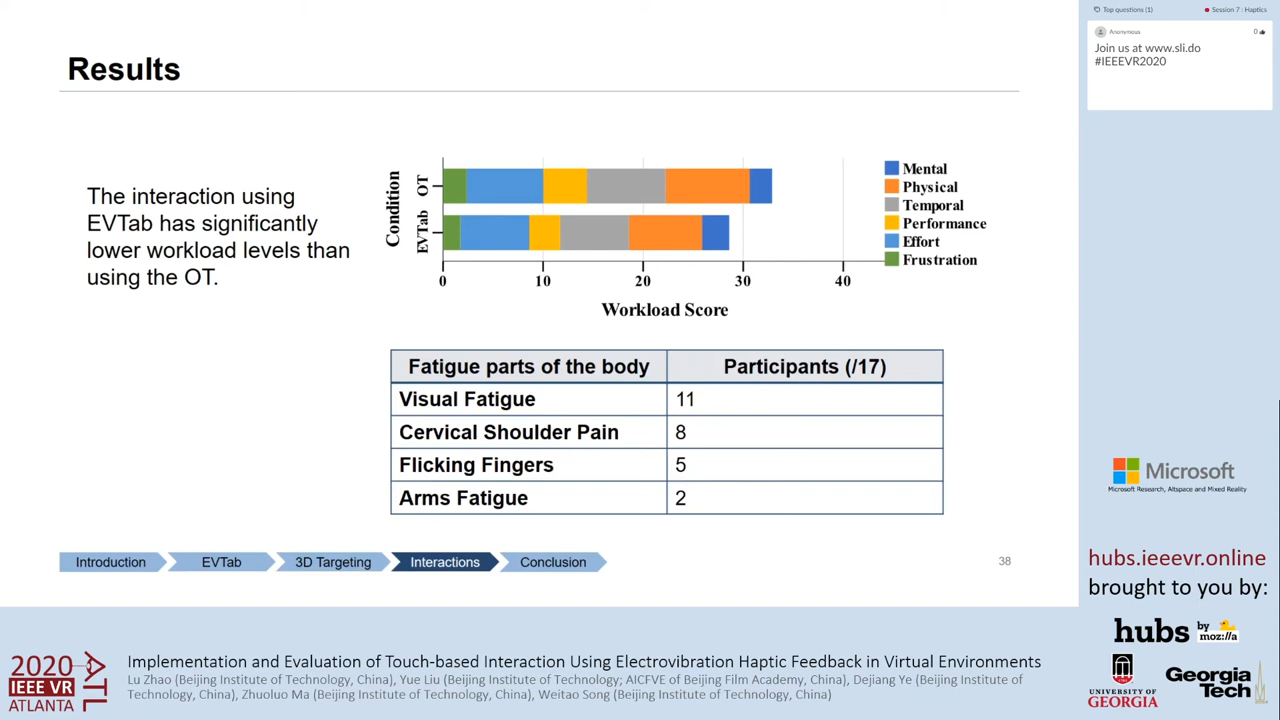 Results
The interaction using
EVTab has significantly
lower workload levels than
using the OT.
Condition
OT
EVTab
0 10 20 30 40
Workload Score
Mental
Physical
Temporal
Performance
Effort
Frustration
Fatigue parts of the body Participants (/17)
Visual Fatigue 11
Cervical Shoulder Pain 8
Flicking Fingers 5
Arms Fatigue 2
Introduction EVTab 3D Targeting Interactions Conclusion
38
Top questions (1) Session 7 : Haptics
Anonymous 0
Join us at www.sli.do
#IEEEVR2020
Microsoft
Microsoft Research, Altspace and Mixed Reality
hubs.ieeevr.online
brought to you by:
hubs by moz://a
UNIVERSITY OF
GEORGIA
Georgia
Tech
2020
IEEE VR
ATLANTA
ATL
Implementation and Evaluation of Touch-based Interaction Using Electrovibration Haptic Feedback in Virtual Environments
Lu Zhao (Beijing Institute of Technology, China), Yue Liu (Beijing Institute of Technology; AICFVE of Beijing Film Academy, China), Dejiang Ye (Beijing Institute of
Technology, China), Zhuoluo Ma (Beijing Institute of Technology, China), Weitao Song (Beijing Institute of Technology, China)